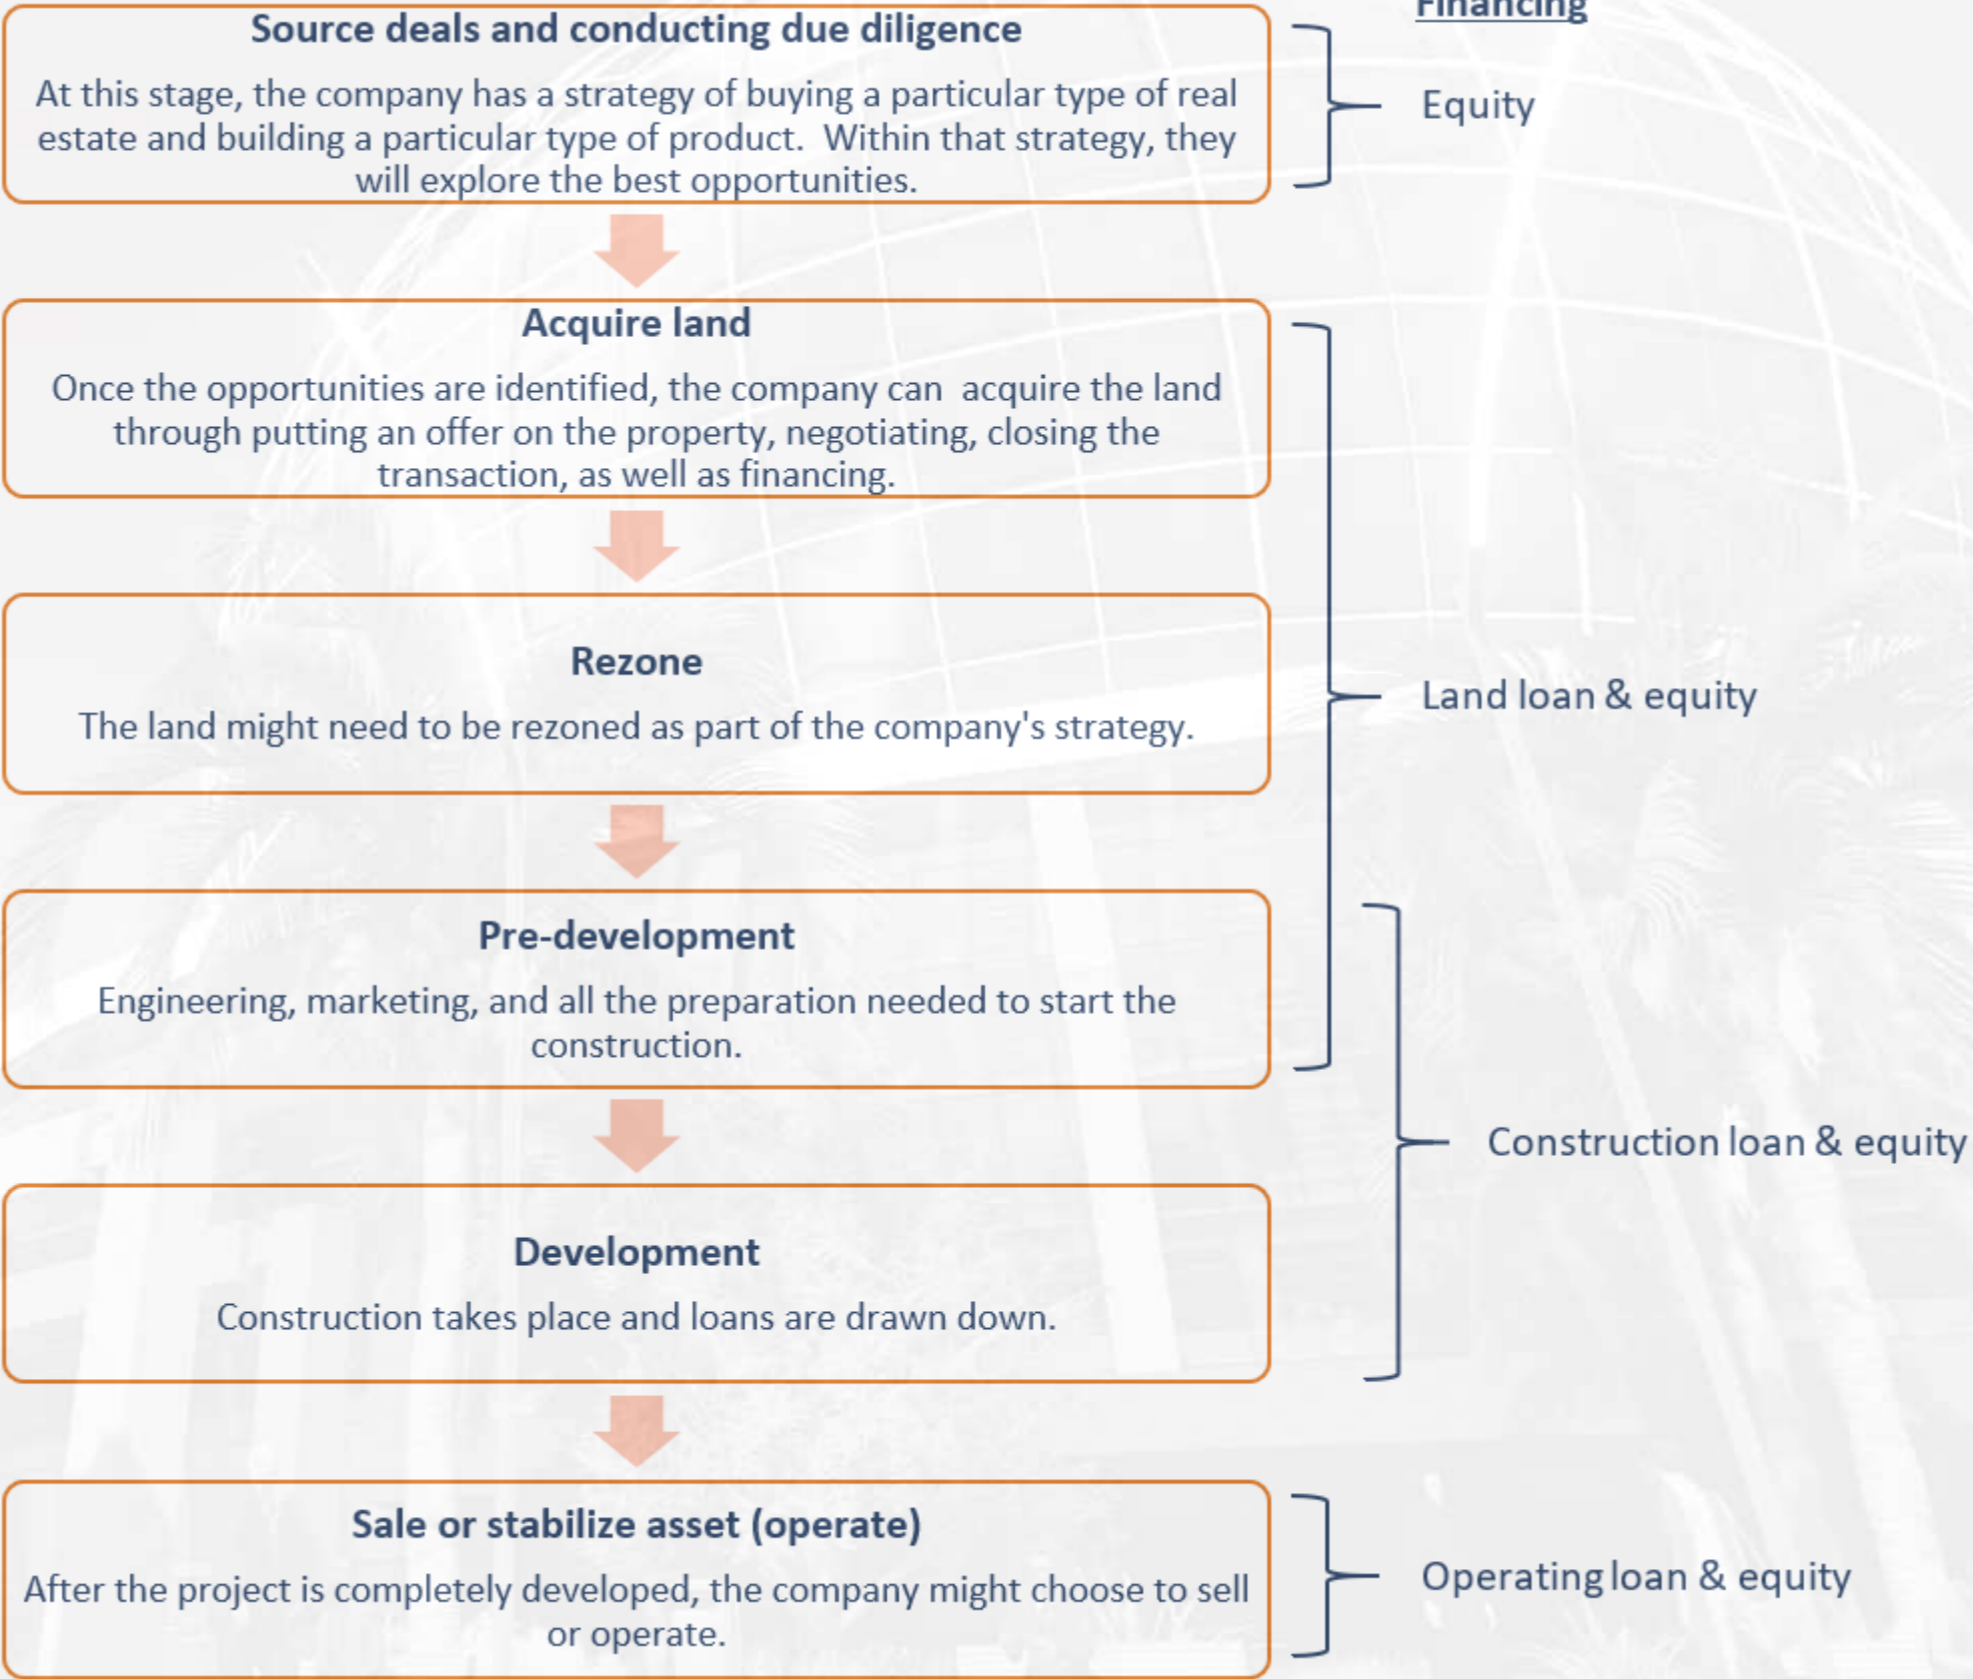 Financing
Source deals and conducting due diligence
At this stage, the company has a strategy of buying a particular type of real
estate and building a particular type of product.  Within that strategy, they
will explore the best opportunities.
Equity
Acquire land
Once the opportunities are identified, the company can  acquire the land
through putting an offer on the property, negotiating, closing the
transaction, as well as financing.
Rezone
The land might need to be rezoned as part of the company's strategy.
Land loan & equity
Pre-development
Engineering, marketing, and all the preparation needed to start the
construction.
Construction loan & equity
Development
Construction takes place and loans are drawn down.
Sale or stabilize asset (operate)
After the project is completely developed, the company might choose to sell
or operate.
Operating loan & equity